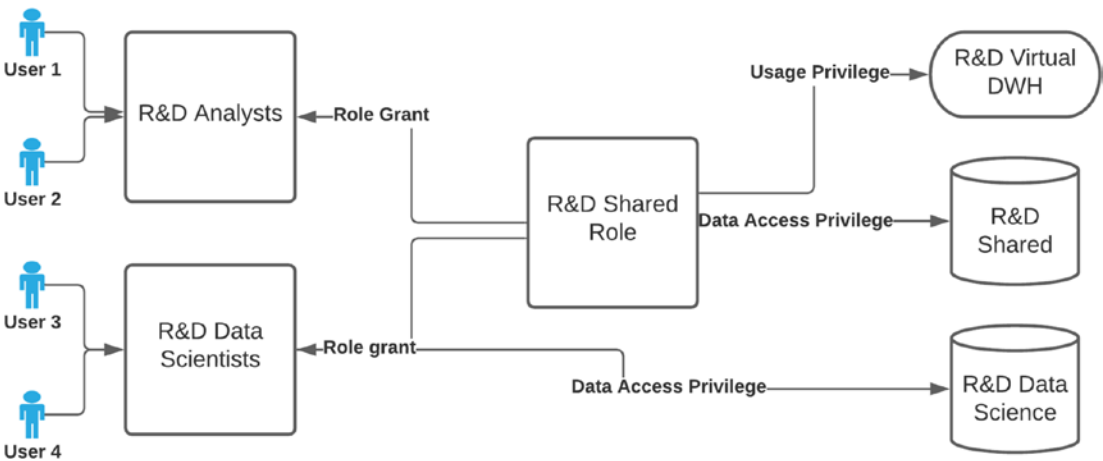 User 1
User 2
R&D Analysts
Role Grant
User 3
User 4
R&D Data
Scientists
Role grant
R&D Shared
Role
Usage Privilege
R&D Virtual
DWH
Data Access Privilege
R&D
Shared
Data Access Privilege
R&D Data
Science